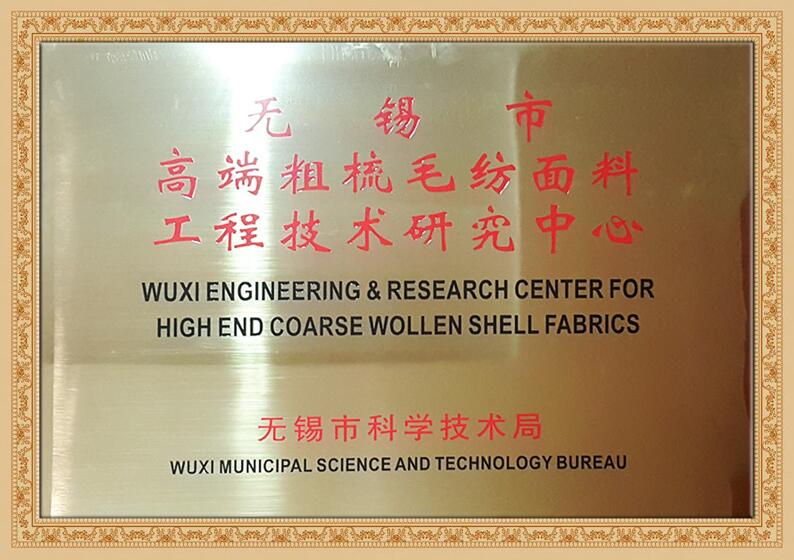 无锡市
高端粗梳毛纺面料
工程技术研究中心
WUXI ENGINEERING & RESEARCH CENTER FOR
HIGH END COARSE WOLLEN SHELL FABRICS
无锡市科学技术局
WUXI MUNICIPAL SCIENCE AND TECHNOLOGY BUREAU